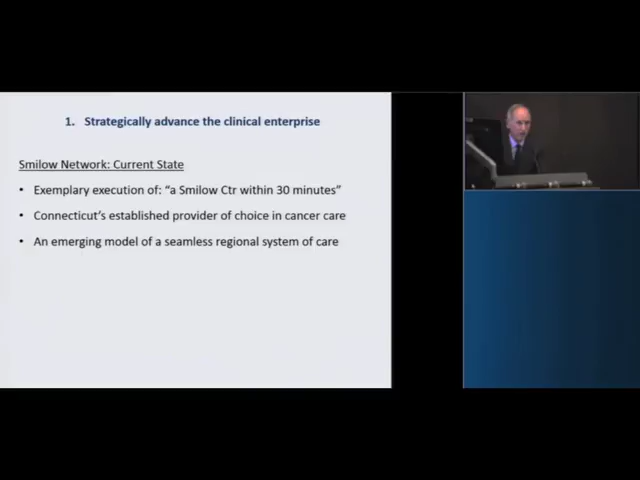 1. Strategically advance the clinical enterprise
Smilow Network: Current State
• Exemplary execution of: “a Smilow Ctr within 30 minutes”
• Connecticut’s established provider of choice in cancer care
• An emerging model of a seamless regional system of care